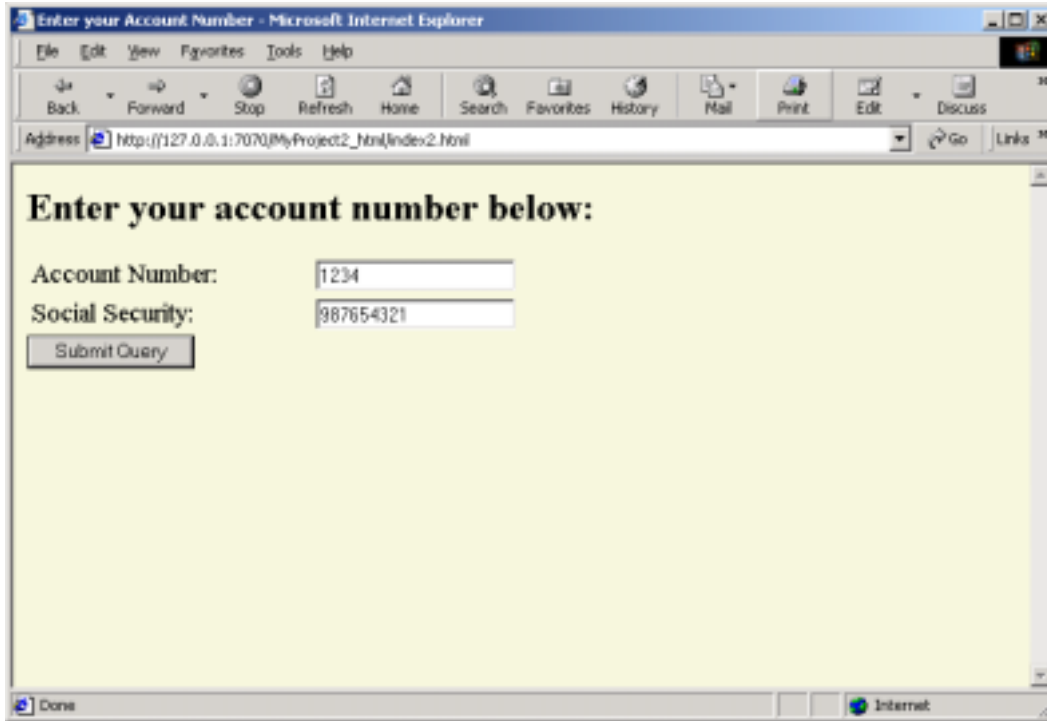 Enter your Account Number - Microsoft Internet Explorer
File Edit View Favorites Tools Help
Back Forward Stop Refresh Home Search Favorites History Mail Print Edit Discuss
Address http://127.0.0.1:7070/MyProject2_html/index2.html Go Links
Enter your account number below:
Account Number: 1234
Social Security: 987654321
Submit Query
Done Internet